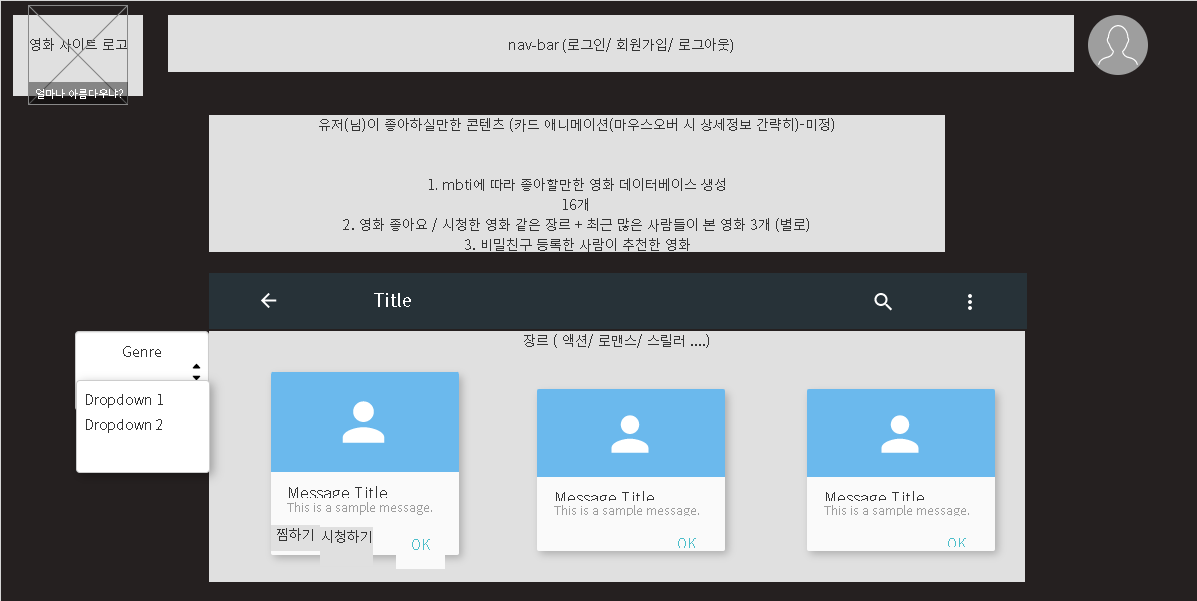 영화 사이트 로고
얼마나 아름다우냐?
nav-bar (로그인/ 회원가입/ 로그아웃)
유저(님)이 좋아하실만한 콘텐츠 (카드 애니메이션(마우스오버 시 상세정보 간략히)-미정)
1. mbti에 따라 좋아할만한 영화 데이터베이스 생성
16개
2. 영화 좋아요 / 시청한 영화 같은 장르 + 최근 많은 사람들이 본 영화 3개 (별로)
3. 비밀친구 등록한 사람이 추천한 영화
Title
Genre
Dropdown 1
Dropdown 2
장르 ( 액션/ 로맨스/ 스릴러 ....)
Message Title
This is a sample message.
찜하기 시청하기
OK
Message Title
This is a sample message.
OK
Message Title
This is a sample message.
OK